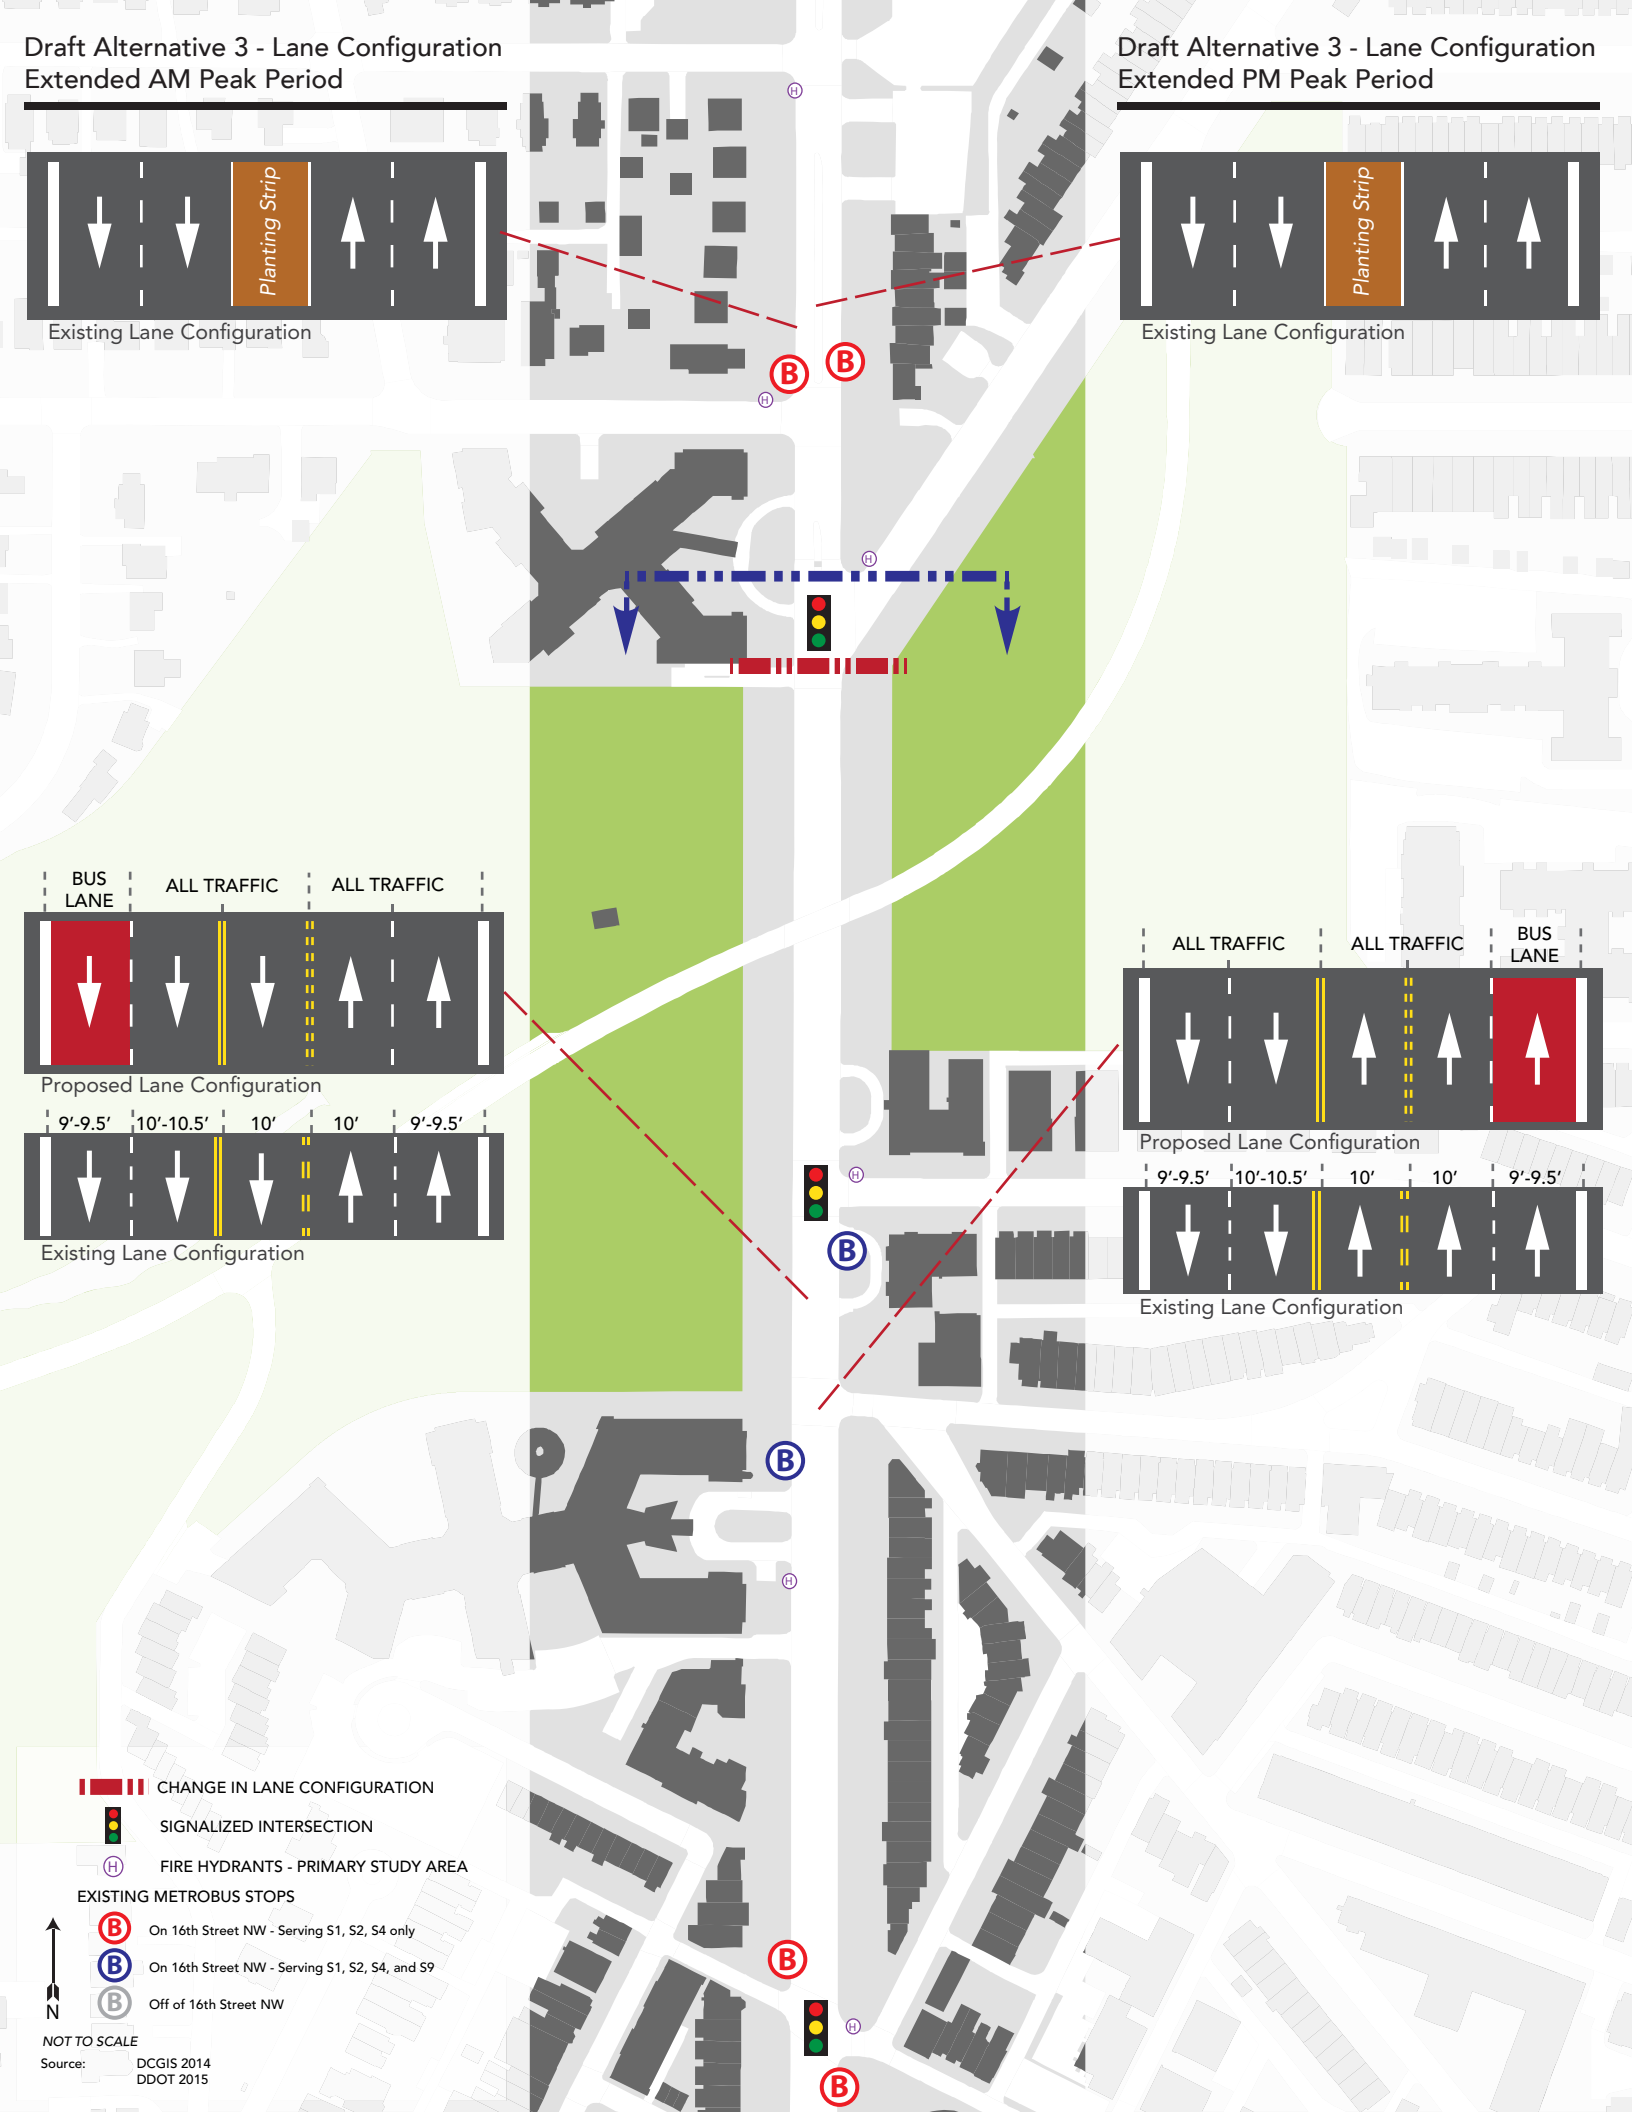 Draft Alternative 3 - Lane Configuration
Extended AM Peak Period
Draft Alternative 3 - Lane Configuration
Extended PM Peak Period
Planting Strip
Existing Lane Configuration
Planting Strip
Existing Lane Configuration
H
B
B
H
H
BUS
LANE
ALL TRAFFIC
ALL TRAFFIC
Proposed Lane Configuration
9'-9.5'
10'-10.5'
10'
10'
9'-9.5'
Existing Lane Configuration
ALL TRAFFIC
ALL TRAFFIC
BUS
LANE
Proposed Lane Configuration
9'-9.5'
10'-10.5'
10'
10'
9'-9.5'
Existing Lane Configuration
H
B
B
H
B
H
B
CHANGE IN LANE CONFIGURATION
SIGNALIZED INTERSECTION
H FIRE HYDRANTS - PRIMARY STUDY AREA
EXISTING METROBUS STOPS
B On 16th Street NW - Serving S1, S2, S4 only
B On 16th Street NW - Serving S1, S2, S4, and S9
B Off of 16th Street NW
N
NOT TO SCALE
Source: DCGIS 2014
DDOT 2015